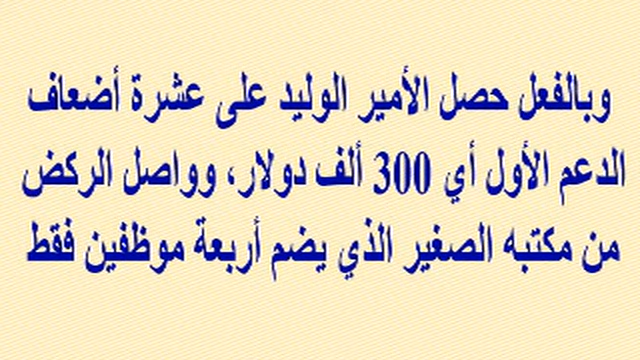 وبالفعل حصل الأمير الوليد على عشرة أضعاف
الدعم الأول أي 300 ألف دولار، وواصل الركض
من مكتبه الصغير الذي يضم أربعة موظفين فقط